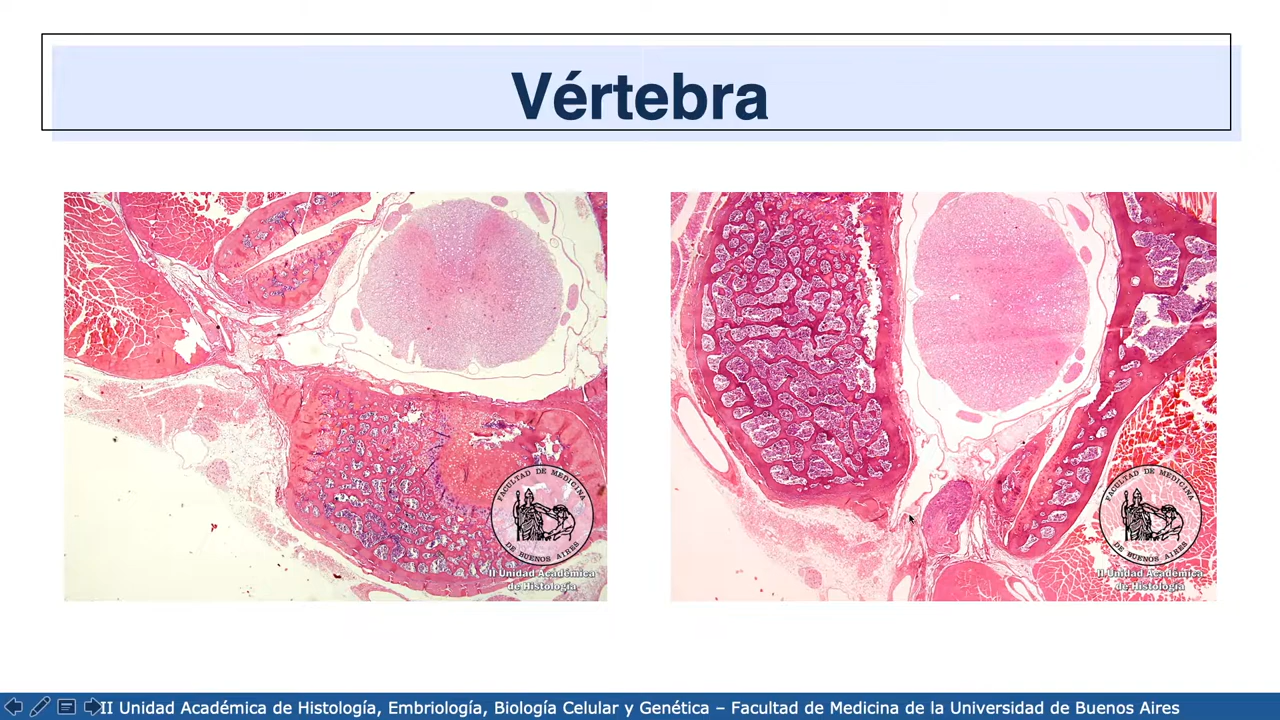 Vértebra
FACULTAD DE MEDICINA
DE BUENOS AIRES
II Unidad Académica
de Histología
FACULTAD DE MEDICINA
DE BUENOS AIRES
II Unidad Académica
de Histología
II Unidad Académica de Histología, Embriología, Biología Celular y Genética – Facultad de Medicina de la Universidad de Buenos Aires